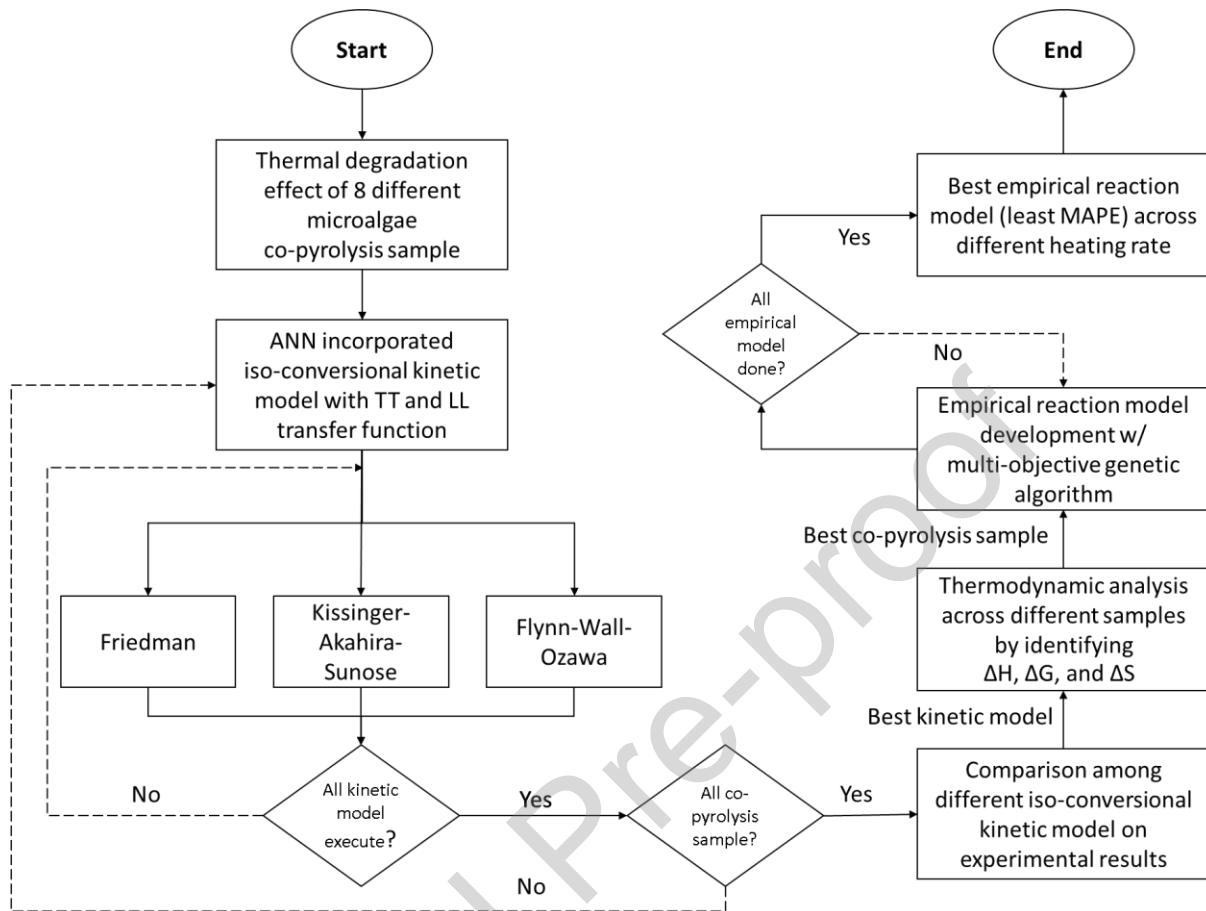 Start
Thermal degradation
effect of 8 different
microalgae
co-pyrolysis sample
ANN incorporated
iso-conversional kinetic
model with TT and LL
transfer function
Friedman
Kissinger-
Akahira-
Sunose
Flynn-Wall-
Ozawa
All kinetic
model
execute?
No
Yes
All co-
pyrolysis
sample?
No
Yes
Comparison among
different iso-conversional
kinetic model on
experimental results
Best kinetic model
Thermodynamic analysis
across different samples
by identifying
ΔH, ΔG, and ΔS
Best co-pyrolysis sample
Empirical reaction model
development w/
multi-objective genetic
algorithm
All
empirical
model
done?
No
Yes
Best empirical reaction
model (least MAPE) across
different heating rate
End
l Pre-proof